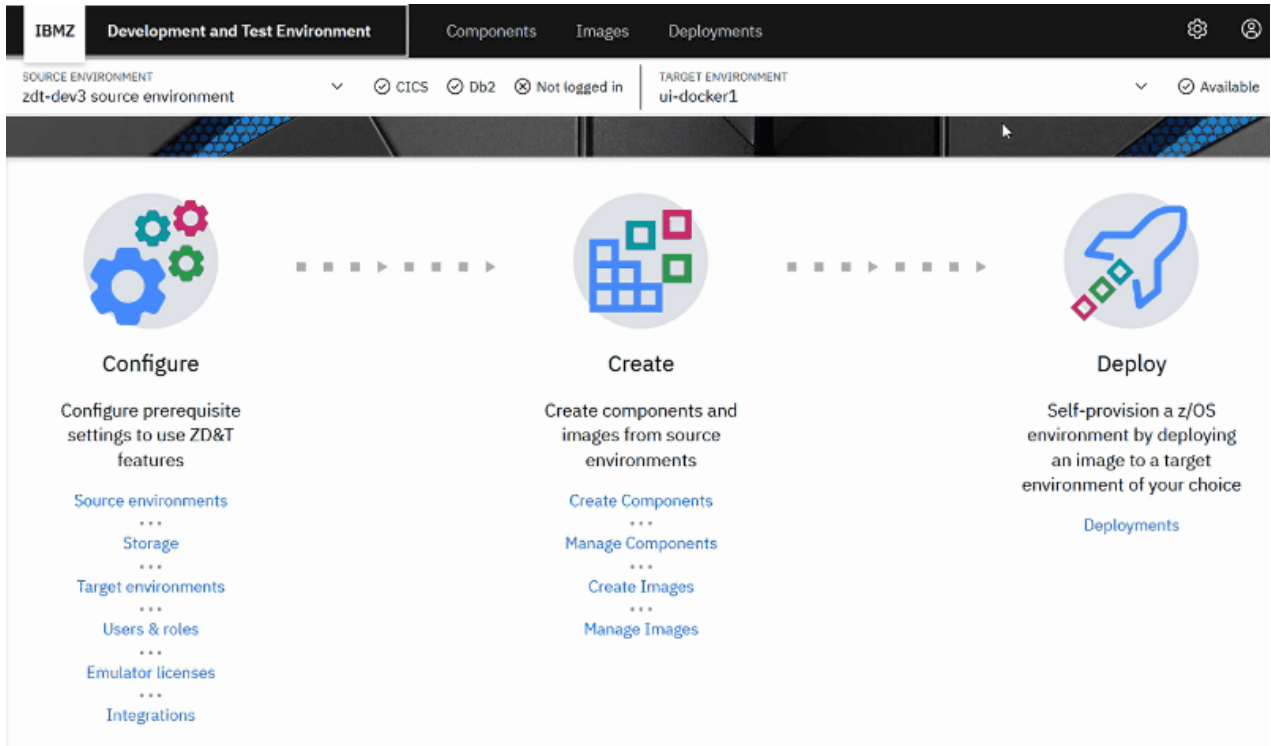 IBMZ Development and Test Environment Components Images Deployments
SOURCE ENVIRONMENT
zdt-dev3 source environment
CICS Db2 Not logged in
TARGET ENVIRONMENT
ui-docker1
Available
Configure
Configure prerequisite
settings to use ZD&T
features
Source environments
Storage
Target environments
Users & roles
Emulator licenses
Integrations
Create
Create components and
images from source
environments
Create Components
Manage Components
Create Images
Manage Images
Deploy
Self-provision a z/OS
environment by deploying
an image to a target
environment of your choice
Deployments